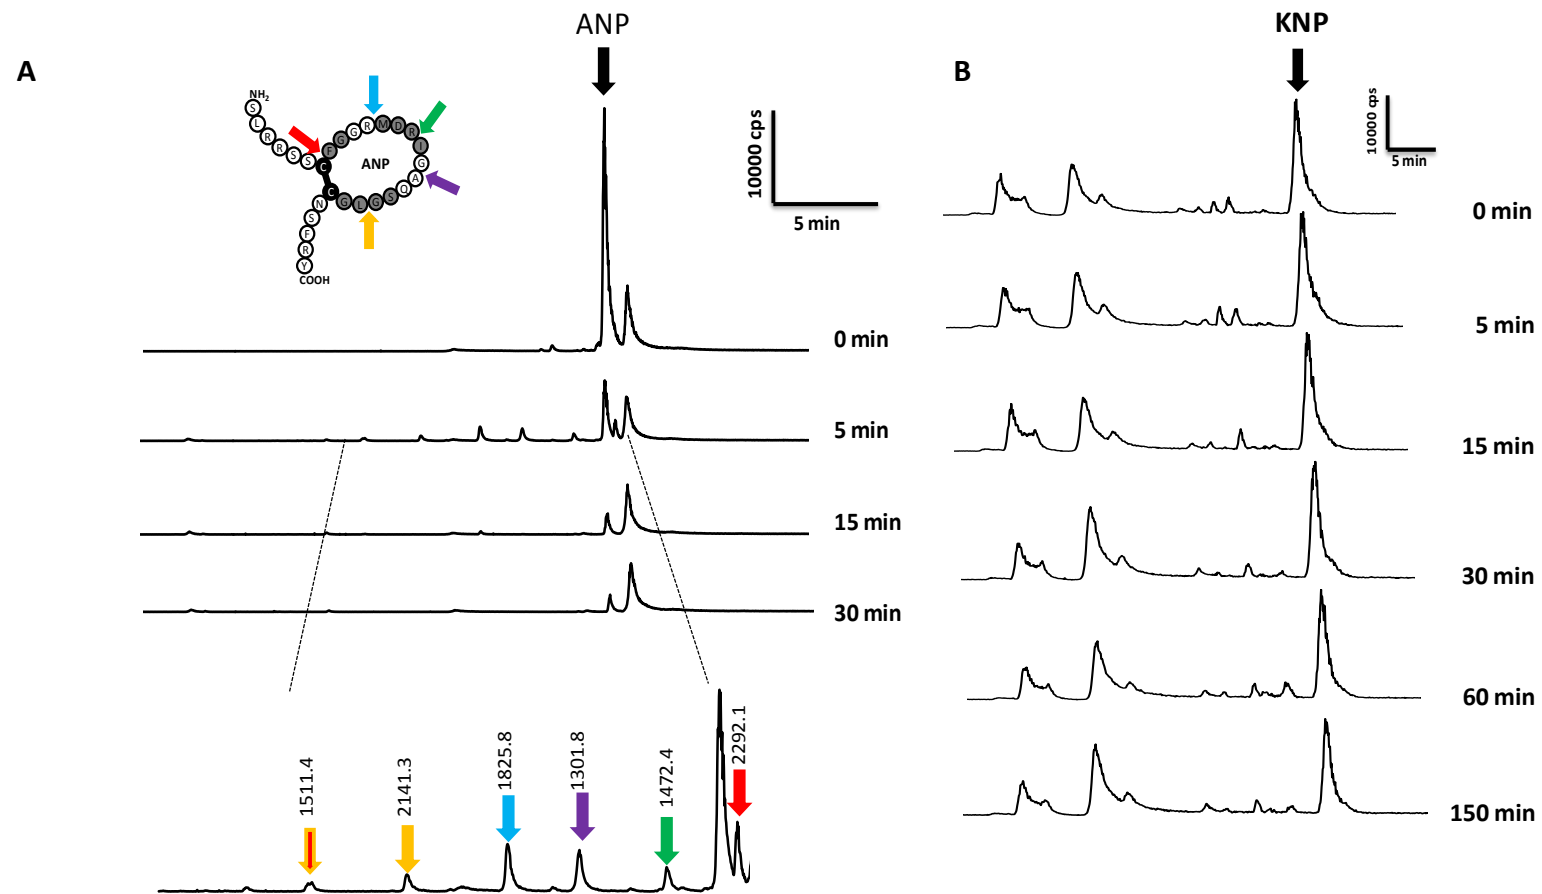 A
ANP
NH2
S
L
R
R
S
S
C
F
G
G
R
M
D
R
I
G
A
Q
S
G
L
G
C
N
S
F
R
Y
COOH
ANP
10000 cps
5 min
0 min
5 min
15 min
30 min
1511.4
2141.3
1825.8
1301.8
1472.4
2292.1
B
KNP
10000 cps
5 min
0 min
5 min
15 min
30 min
60 min
150 min